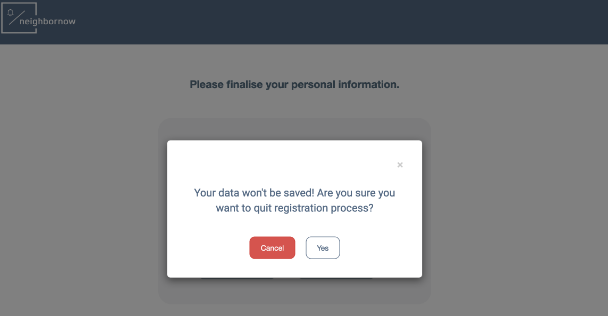 neighbornow
Please finalise your personal information.
×
Your data won't be saved! Are you sure you
want to quit registration process?
Cancel
Yes